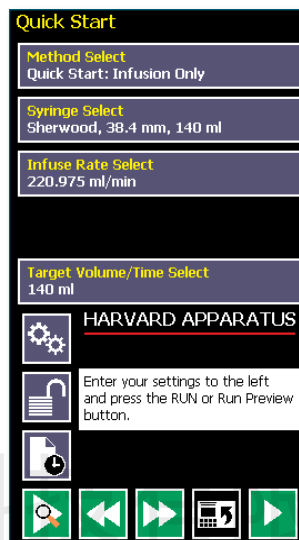 Quick Start
Method Select
Quick Start: Infusion Only
Syringe Select
Sherwood, 38.4 mm, 140 ml
Infuse Rate Select
220.975 ml/min
Target Volume/Time Select
140 ml
HARVARD APPARATUS
Enter your settings to the left
and press the RUN or Run Preview
button.